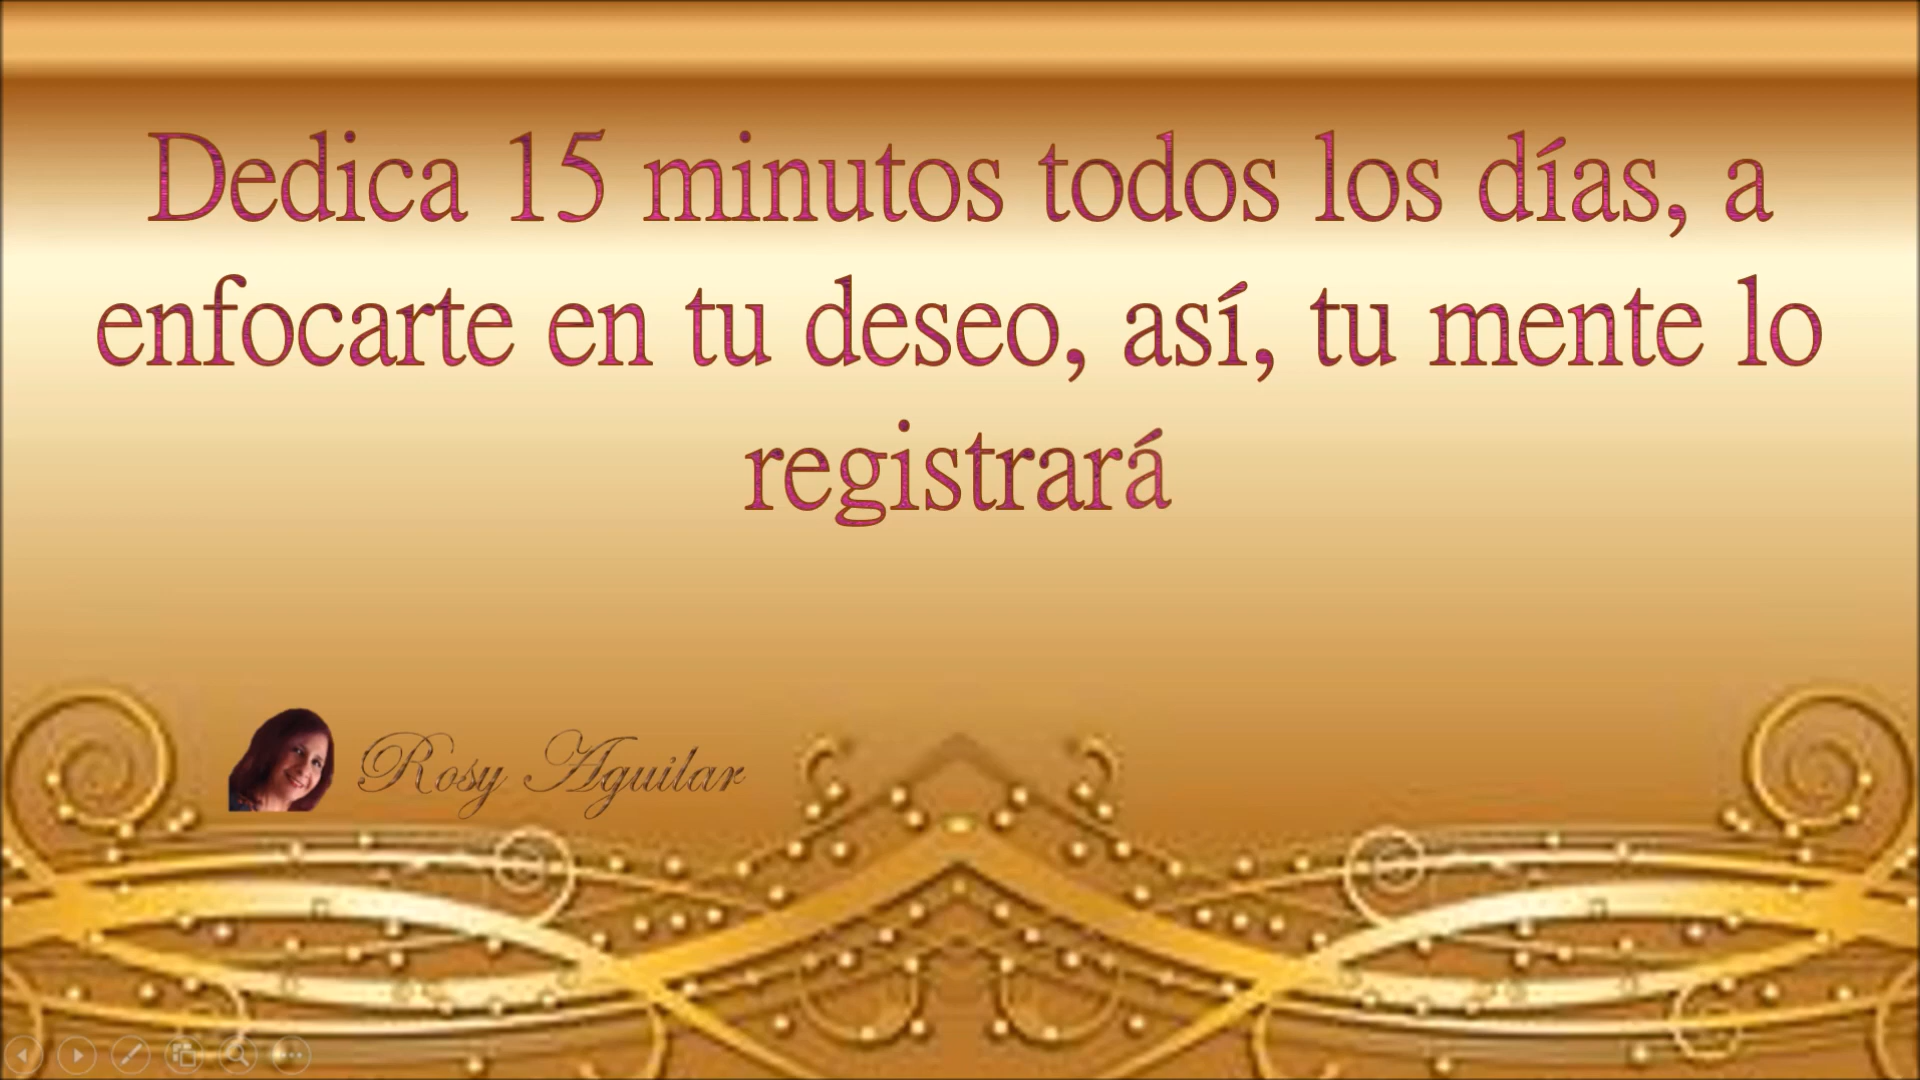 Dedica 15 minutos todos los días, a
enfocarte en tu deseo, así, tu mente lo
registrará
Rosy Aguilar